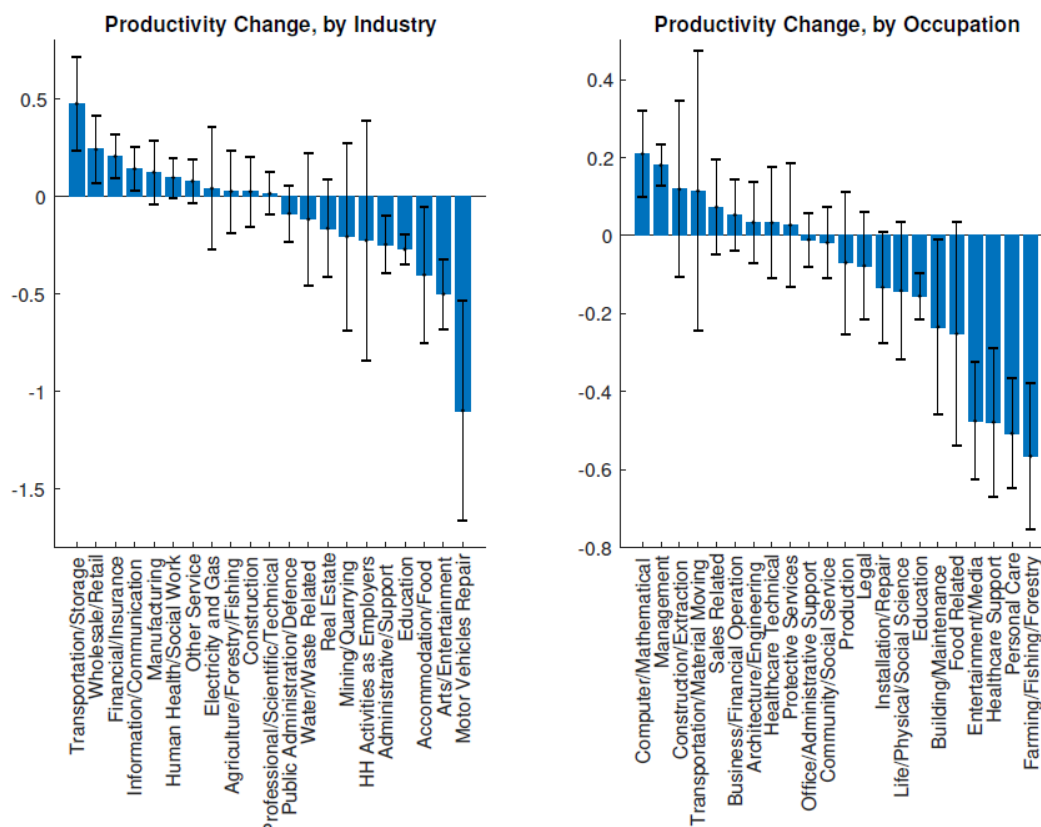 Productivity Change, by Industry
0.5
0
-0.5
-1
-1.5
Transportation/Storage
Wholesale/Retail
Financial/Insurance
Information/Communication
Manufacturing
Human Health/Social Work
Other Service
Electricity and Gas
Agriculture/Forestry/Fishing
Construction
Professional/Scientific/Technical
Public Administration/Defence
Water/Waste Related
Real Estate
Mining/Quarrying
HH Activities as Employers
Administrative/Support
Education
Accommodation/Food
Arts/Entertainment
Motor Vehicles Repair
Productivity Change, by Occupation
0.4
0.2
0
-0.2
-0.4
-0.6
-0.8
Computer/Mathematical
Management
Construction/Extraction
Transportation/Material Moving
Sales Related
Business/Financial Operation
Architecture/Engineering
Healthcare Technical
Protective Services
Office/Administrative Support
Community/Social Service
Production
Legal
Installation/Repair
Life/Physical/Social Science
Education
Building/Maintenance
Food Related
Entertainment/Media
Healthcare Support
Personal Care
Farming/Fishing/Forestry